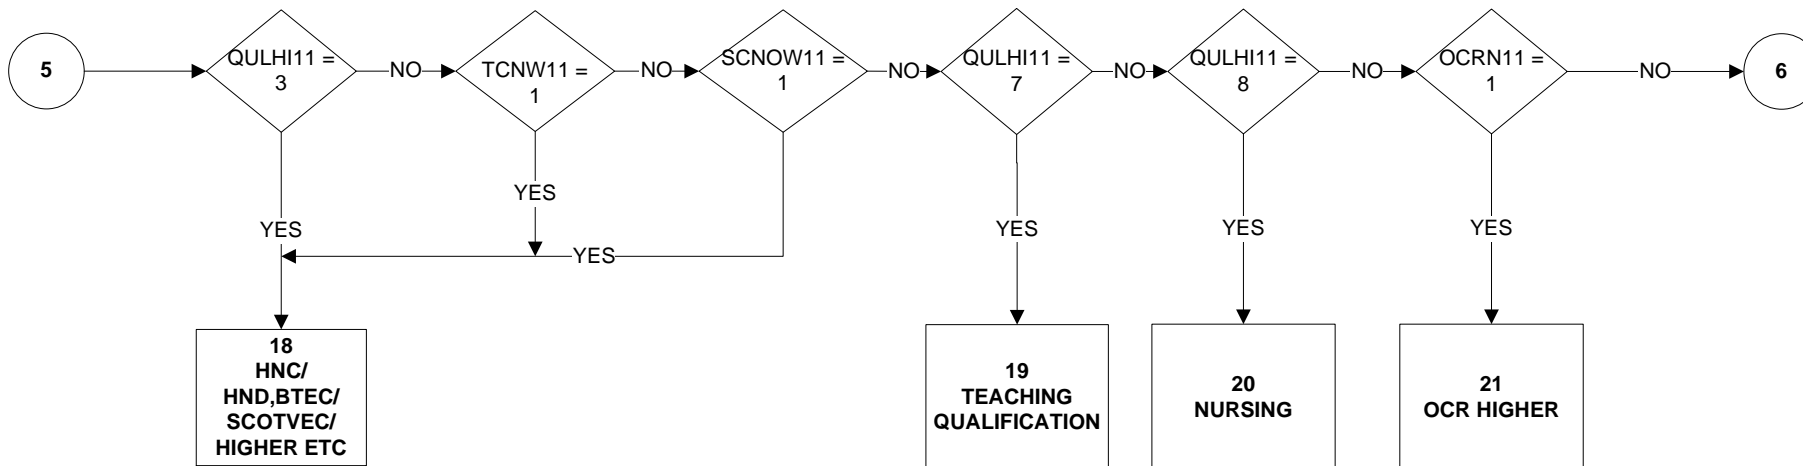 5
QULHI11 =
3
NO
TCNW11 =
1
NO
SCNOW11 =
1
NO
QULHI11 =
7
NO
QULHI11 =
8
NO
OCRN11 =
1
NO
6
YES
YES
YES
YES
YES
YES
18
HNC/
HND,BTEC/
SCOTVEC/
HIGHER ETC
19
TEACHING
QUALIFICATION
20
NURSING
21
OCR HIGHER